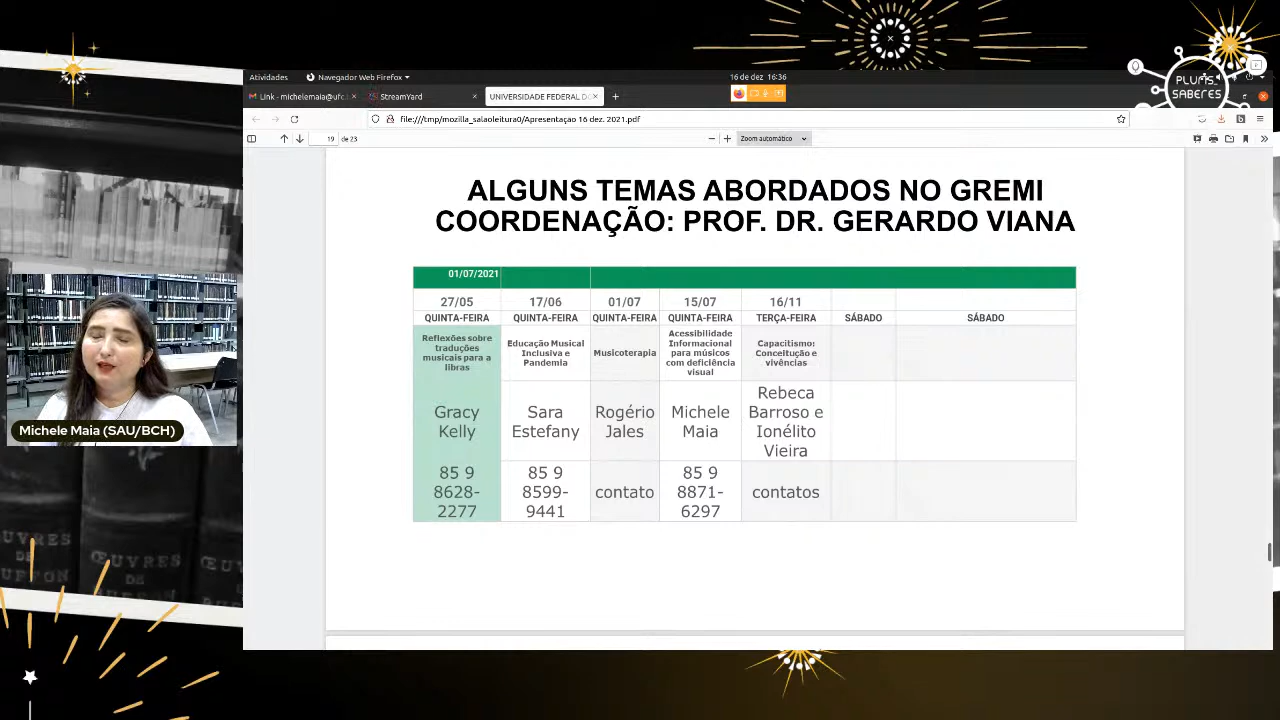 16 de dez 16:36
Atividades
Navegador Web Firefox
PLURIS
SABERES
Link - michelemaia@ufc.
StreamYard
UNIVERSIDADE FEDERAL DO
file:///tmp/mozilla_salaoleitura0/Apresentação 16 dez. 2021.pdf
19 de 23
Zoom automático
ALGUNS TEMAS ABORDADOS NO GREMI
COORDENAÇÃO: PROF. DR. GERARDO VIANA
01/07/2021
27/05 17/06 01/07 15/07 16/11
QUINTA-FEIRA QUINTA-FEIRA QUINTA-FEIRA QUINTA-FEIRA TERÇA-FEIRA SÁBADO SÁBADO
Reflexões sobre
traduções
musicais para a
libras
Educação Musical
Inclusiva e
Pandemia
Musicoterapia
Acessibilidade
Informacional
para músicos
com deficiência
visual
Capacitismo:
Conceitução e
vivências
Gracy
Kelly
Sara
Estefany
Rogério
Jales
Michele
Maia
Rebeca
Barroso e
Ionélito
Vieira
85 9
8628-
2277
85 9
8599-
9441
contato
85 9
8871-
6297
contatos
Michele Maia (SAU/BCH)
ŒUVRES
DE
ŒUVRES
DE